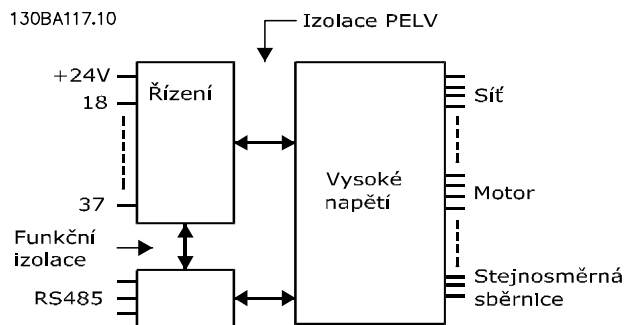 130BA117.10
Izolace PELV
+24V
18
37
Řízení
Vysoké
napětí
Síť
Motor
Stejnosměrná
sběrnice
Funkční
izolace
RS485